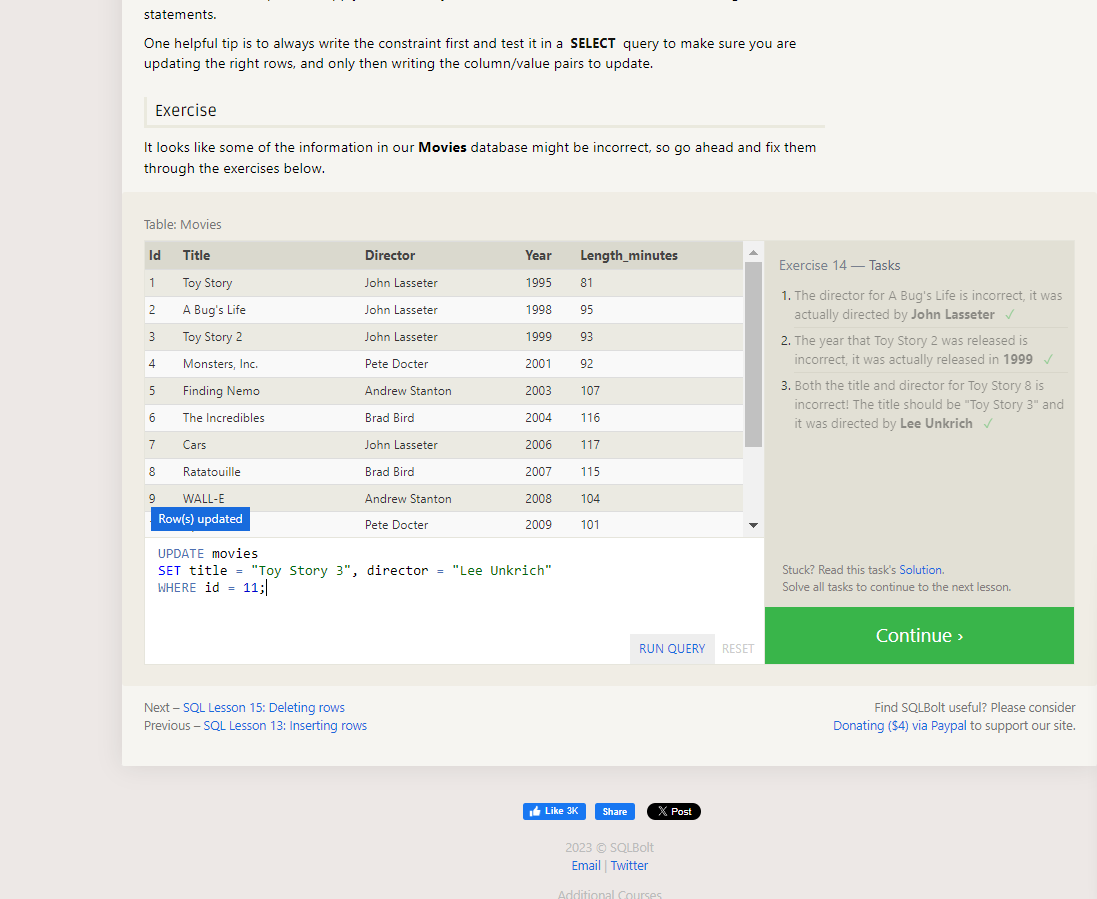 statements.
One helpful tip is to always write the constraint first and test it in a SELECT query to make sure you are
updating the right rows, and only then writing the column/value pairs to update.
Exercise
It looks like some of the information in our Movies database might be incorrect, so go ahead and fix them
through the exercises below.
Table: Movies
Id Title Director Year Length_minutes
1 Toy Story John Lasseter 1995 81
2 A Bug's Life John Lasseter 1998 95
3 Toy Story 2 John Lasseter 1999 93
4 Monsters, Inc. Pete Docter 2001 92
5 Finding Nemo Andrew Stanton 2003 107
6 The Incredibles Brad Bird 2004 116
7 Cars John Lasseter 2006 117
8 Ratatouille Brad Bird 2007 115
9 WALL-E Andrew Stanton 2008 104
Pete Docter 2009 101
Row(s) updated
UPDATE movies
SET title = "Toy Story 3", director = "Lee Unkrich"
WHERE id = 11;
RUN QUERY RESET
Exercise 14 — Tasks
1. The director for A Bug's Life is incorrect, it was
actually directed by John Lasseter ✓
2. The year that Toy Story 2 was released is
incorrect, it was actually released in 1999 ✓
3. Both the title and director for Toy Story 8 is
incorrect! The title should be "Toy Story 3" and
it was directed by Lee Unkrich ✓
Stuck? Read this task's Solution.
Solve all tasks to continue to the next lesson.
Continue ›
Next – SQL Lesson 15: Deleting rows
Previous – SQL Lesson 13: Inserting rows
Find SQLBolt useful? Please consider
Donating ($4) via Paypal to support our site.
Like 3K Share X Post
2023 © SQLBolt
Email | Twitter
Additional Courses